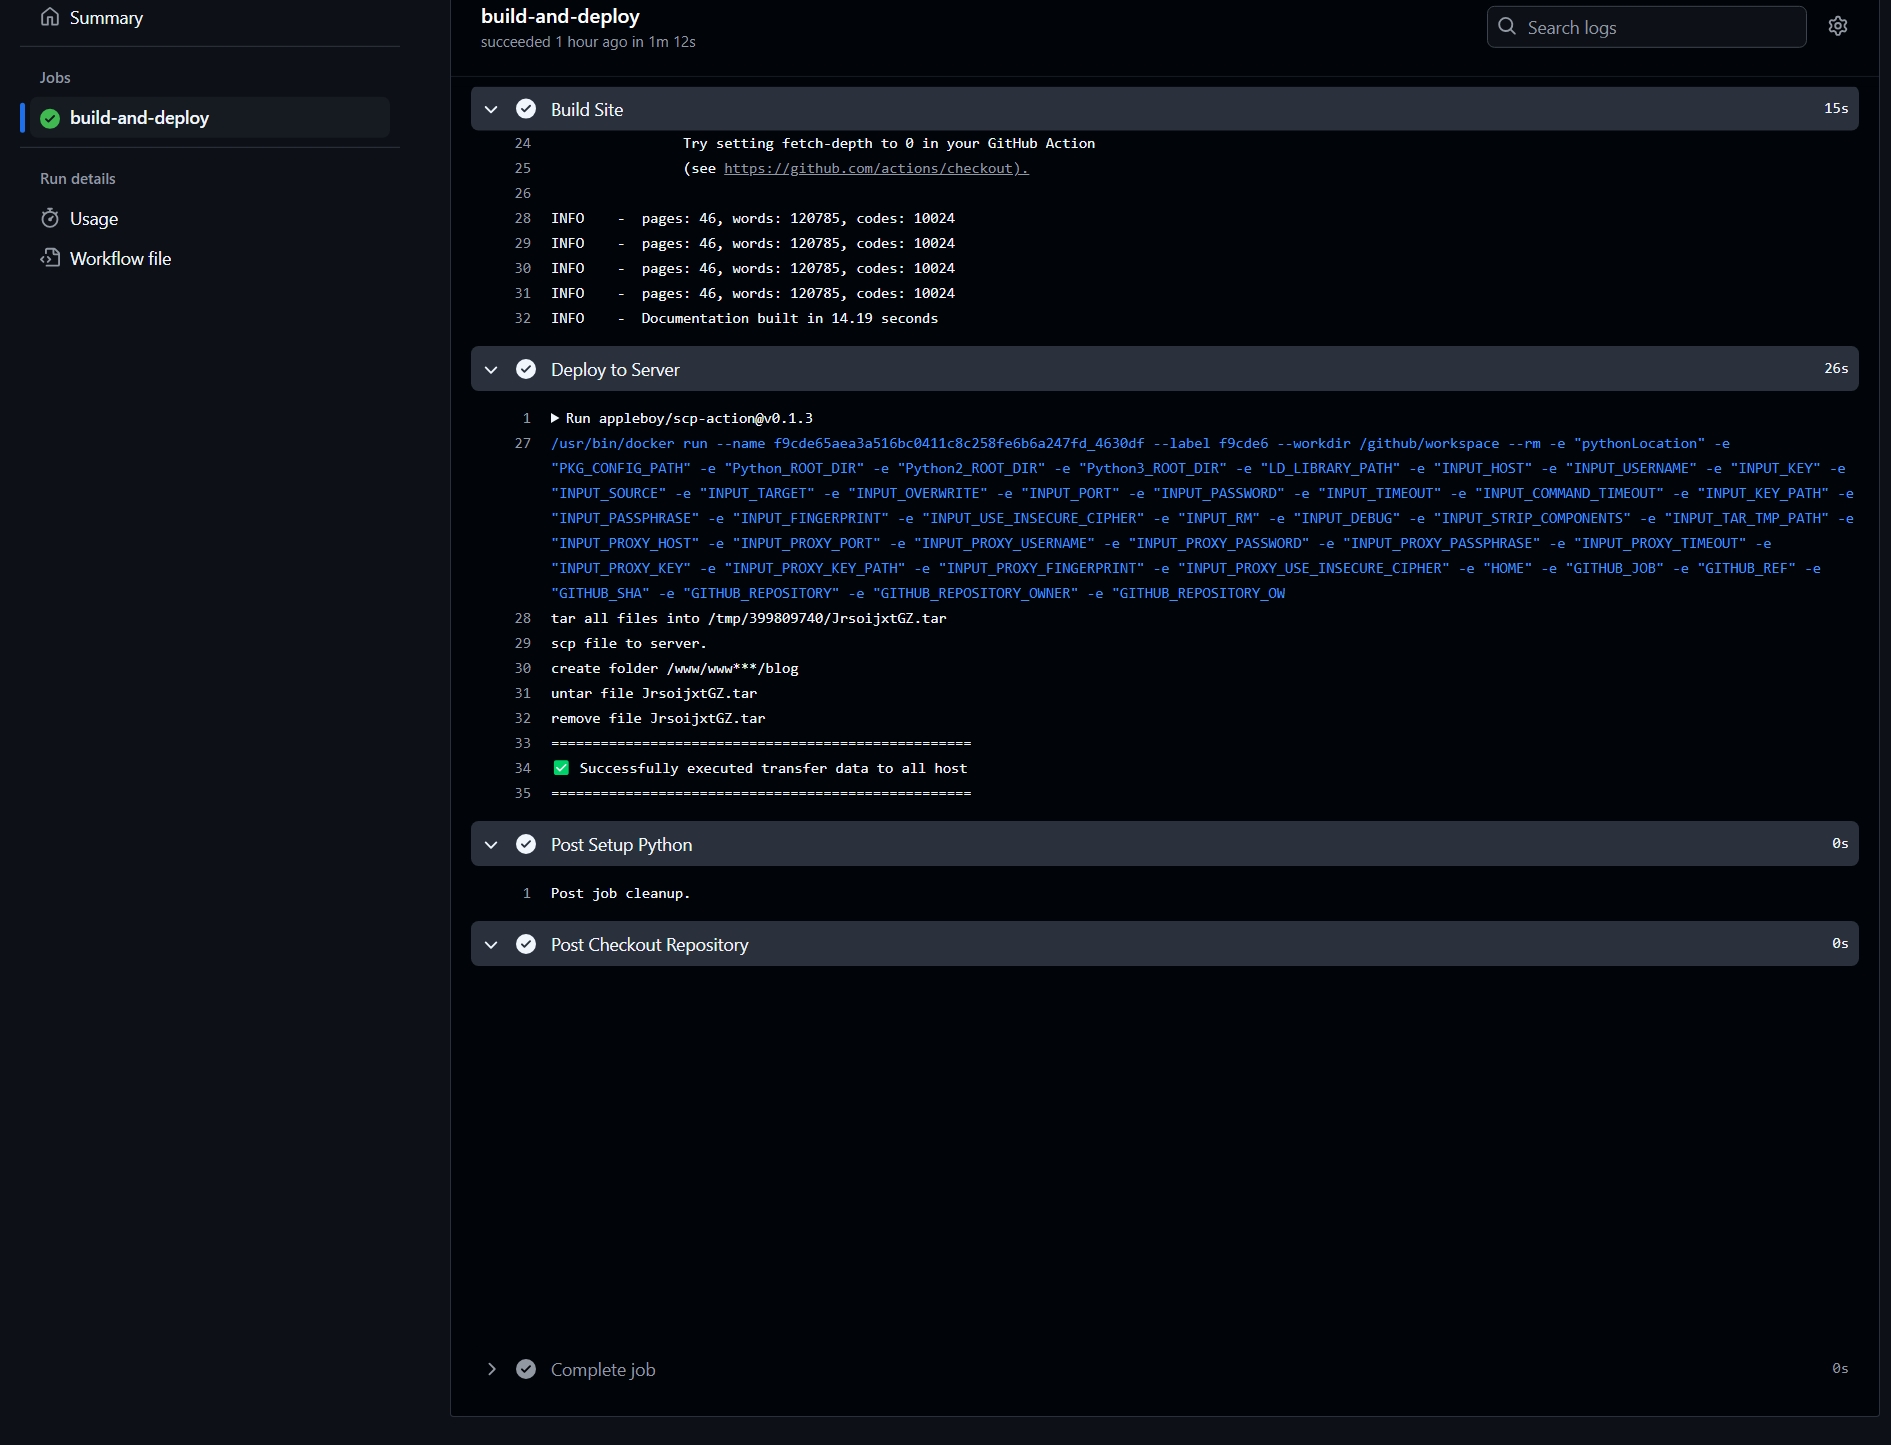 Summary
Jobs
build-and-deploy
Run details
Usage
Workflow file
build-and-deploy
succeeded 1 hour ago in 1m 12s
Search logs
Build Site 15s
24 Try setting fetch-depth to 0 in your GitHub Action
25 (see https://github.com/actions/checkout).
26
28 INFO - pages: 46, words: 120785, codes: 10024
29 INFO - pages: 46, words: 120785, codes: 10024
30 INFO - pages: 46, words: 120785, codes: 10024
31 INFO - pages: 46, words: 120785, codes: 10024
32 INFO - Documentation built in 14.19 seconds
Deploy to Server 26s
1 Run appleboy/scp-action@v0.1.3
27 /usr/bin/docker run --name f9cde65aea3a516bc0411c8c258fe6b6a247fd_4630df --label f9cde6 --workdir /github/workspace --rm -e "pythonLocation" -e
"PKG_CONFIG_PATH" -e "Python_ROOT_DIR" -e "Python2_ROOT_DIR" -e "Python3_ROOT_DIR" -e "LD_LIBRARY_PATH" -e "INPUT_HOST" -e "INPUT_USERNAME" -e "INPUT_KEY" -e
"INPUT_SOURCE" -e "INPUT_TARGET" -e "INPUT_OVERWRITE" -e "INPUT_PORT" -e "INPUT_PASSWORD" -e "INPUT_TIMEOUT" -e "INPUT_COMMAND_TIMEOUT" -e "INPUT_KEY_PATH" -e
"INPUT_PASSPHRASE" -e "INPUT_FINGERPRINT" -e "INPUT_USE_INSECURE_CIPHER" -e "INPUT_RM" -e "INPUT_DEBUG" -e "INPUT_STRIP_COMPONENTS" -e "INPUT_TAR_TMP_PATH" -e
"INPUT_PROXY_HOST" -e "INPUT_PROXY_PORT" -e "INPUT_PROXY_USERNAME" -e "INPUT_PROXY_PASSWORD" -e "INPUT_PROXY_PASSPHRASE" -e "INPUT_PROXY_TIMEOUT" -e
"INPUT_PROXY_KEY" -e "INPUT_PROXY_KEY_PATH" -e "INPUT_PROXY_FINGERPRINT" -e "INPUT_PROXY_USE_INSECURE_CIPHER" -e "HOME" -e "GITHUB_JOB" -e "GITHUB_REF" -e
"GITHUB_SHA" -e "GITHUB_REPOSITORY" -e "GITHUB_REPOSITORY_OWNER" -e "GITHUB_REPOSITORY_OW
28 tar all files into /tmp/399809740/JrsoijxtGZ.tar
29 scp file to server.
30 create folder /www/www***/blog
31 untar file JrsoijxtGZ.tar
32 remove file JrsoijxtGZ.tar
33 ===================================================
34 ✅ Successfully executed transfer data to all host
35 ===================================================
Post Setup Python 0s
1 Post job cleanup.
Post Checkout Repository 0s
Complete job 0s